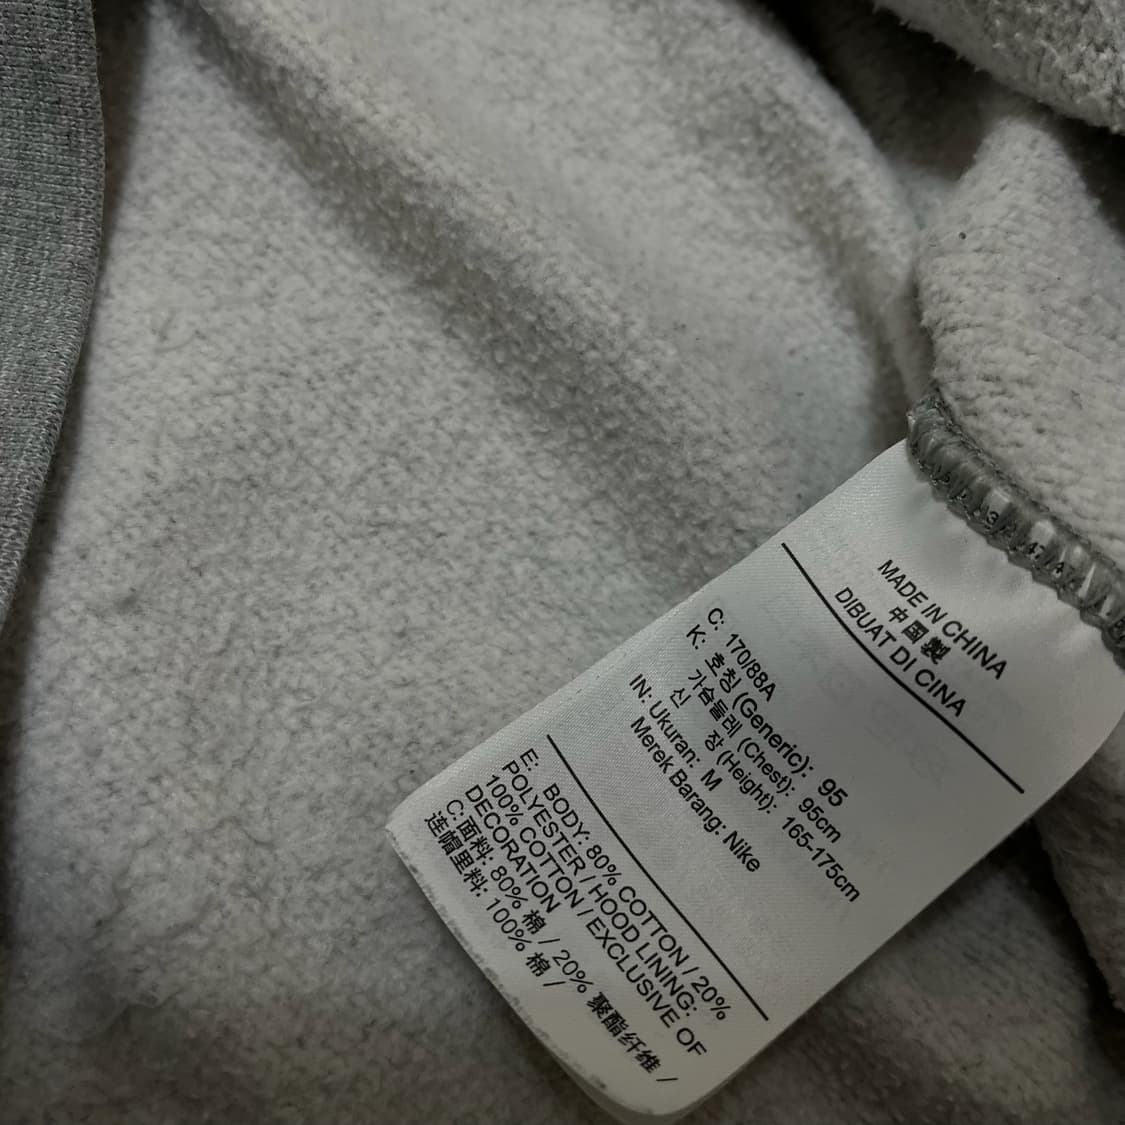 MADE IN CHINA
中国製
DIBUAT DI CINA
C: 170/88A
K: 호칭 (Generic): 95
가슴둘레 (Chest): 95cm
신 장 (Height): 165-175cm
IN: Ukuran: M
Merek Barang: Nike
E: BODY: 80% COTTON / 20%
POLYESTER / HOOD LINING:
100% COTTON / EXCLUSIVE OF
DECORATION
C: 面料: 80% 棉 / 20% 聚酯纤维 /
连帽里料: 100% 棉 /